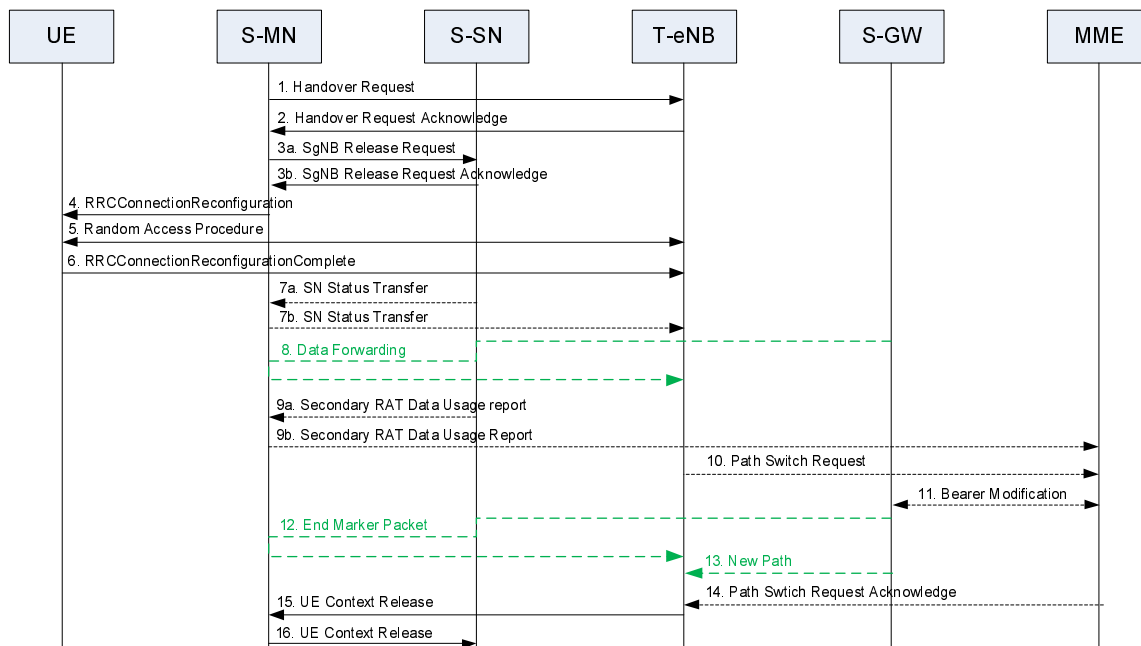 UE
S-MN
S-SN
T-eNB
S-GW
MME
1. Handover Request
2. Handover Request Acknowledge
3a. SgNB Release Request
3b. SgNB Release Request Acknowledge
4. RRCConnectionReconfiguration
5. Random Access Procedure
6. RRCConnectionReconfigurationComplete
7a. SN Status Transfer
7b. SN Status Transfer
8. Data Forwarding
9a. Secondary RAT Data Usage report
9b. Secondary RAT Data Usage Report
10. Path Switch Request
11. Bearer Modification
12. End Marker Packet
13. New Path
14. Path Swtich Request Acknowledge
15. UE Context Release
16. UE Context Release